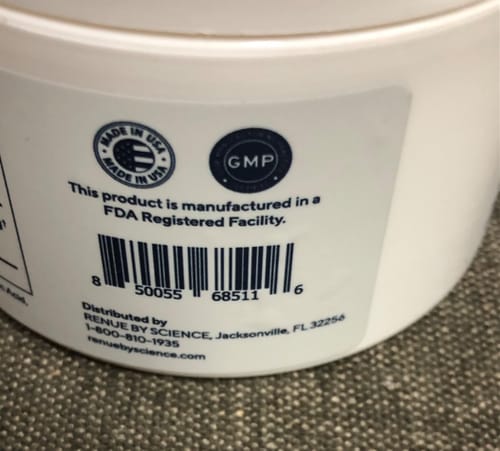 MADE IN USA
MADE IN USA
GMP
This product is manufactured in a
FDA Registered Facility.
8 50055 68511 6
Distributed by
RENUE BY SCIENCE, Jacksonville, FL 32256
1-800-810-1935
renuebyscience.com
Acid.